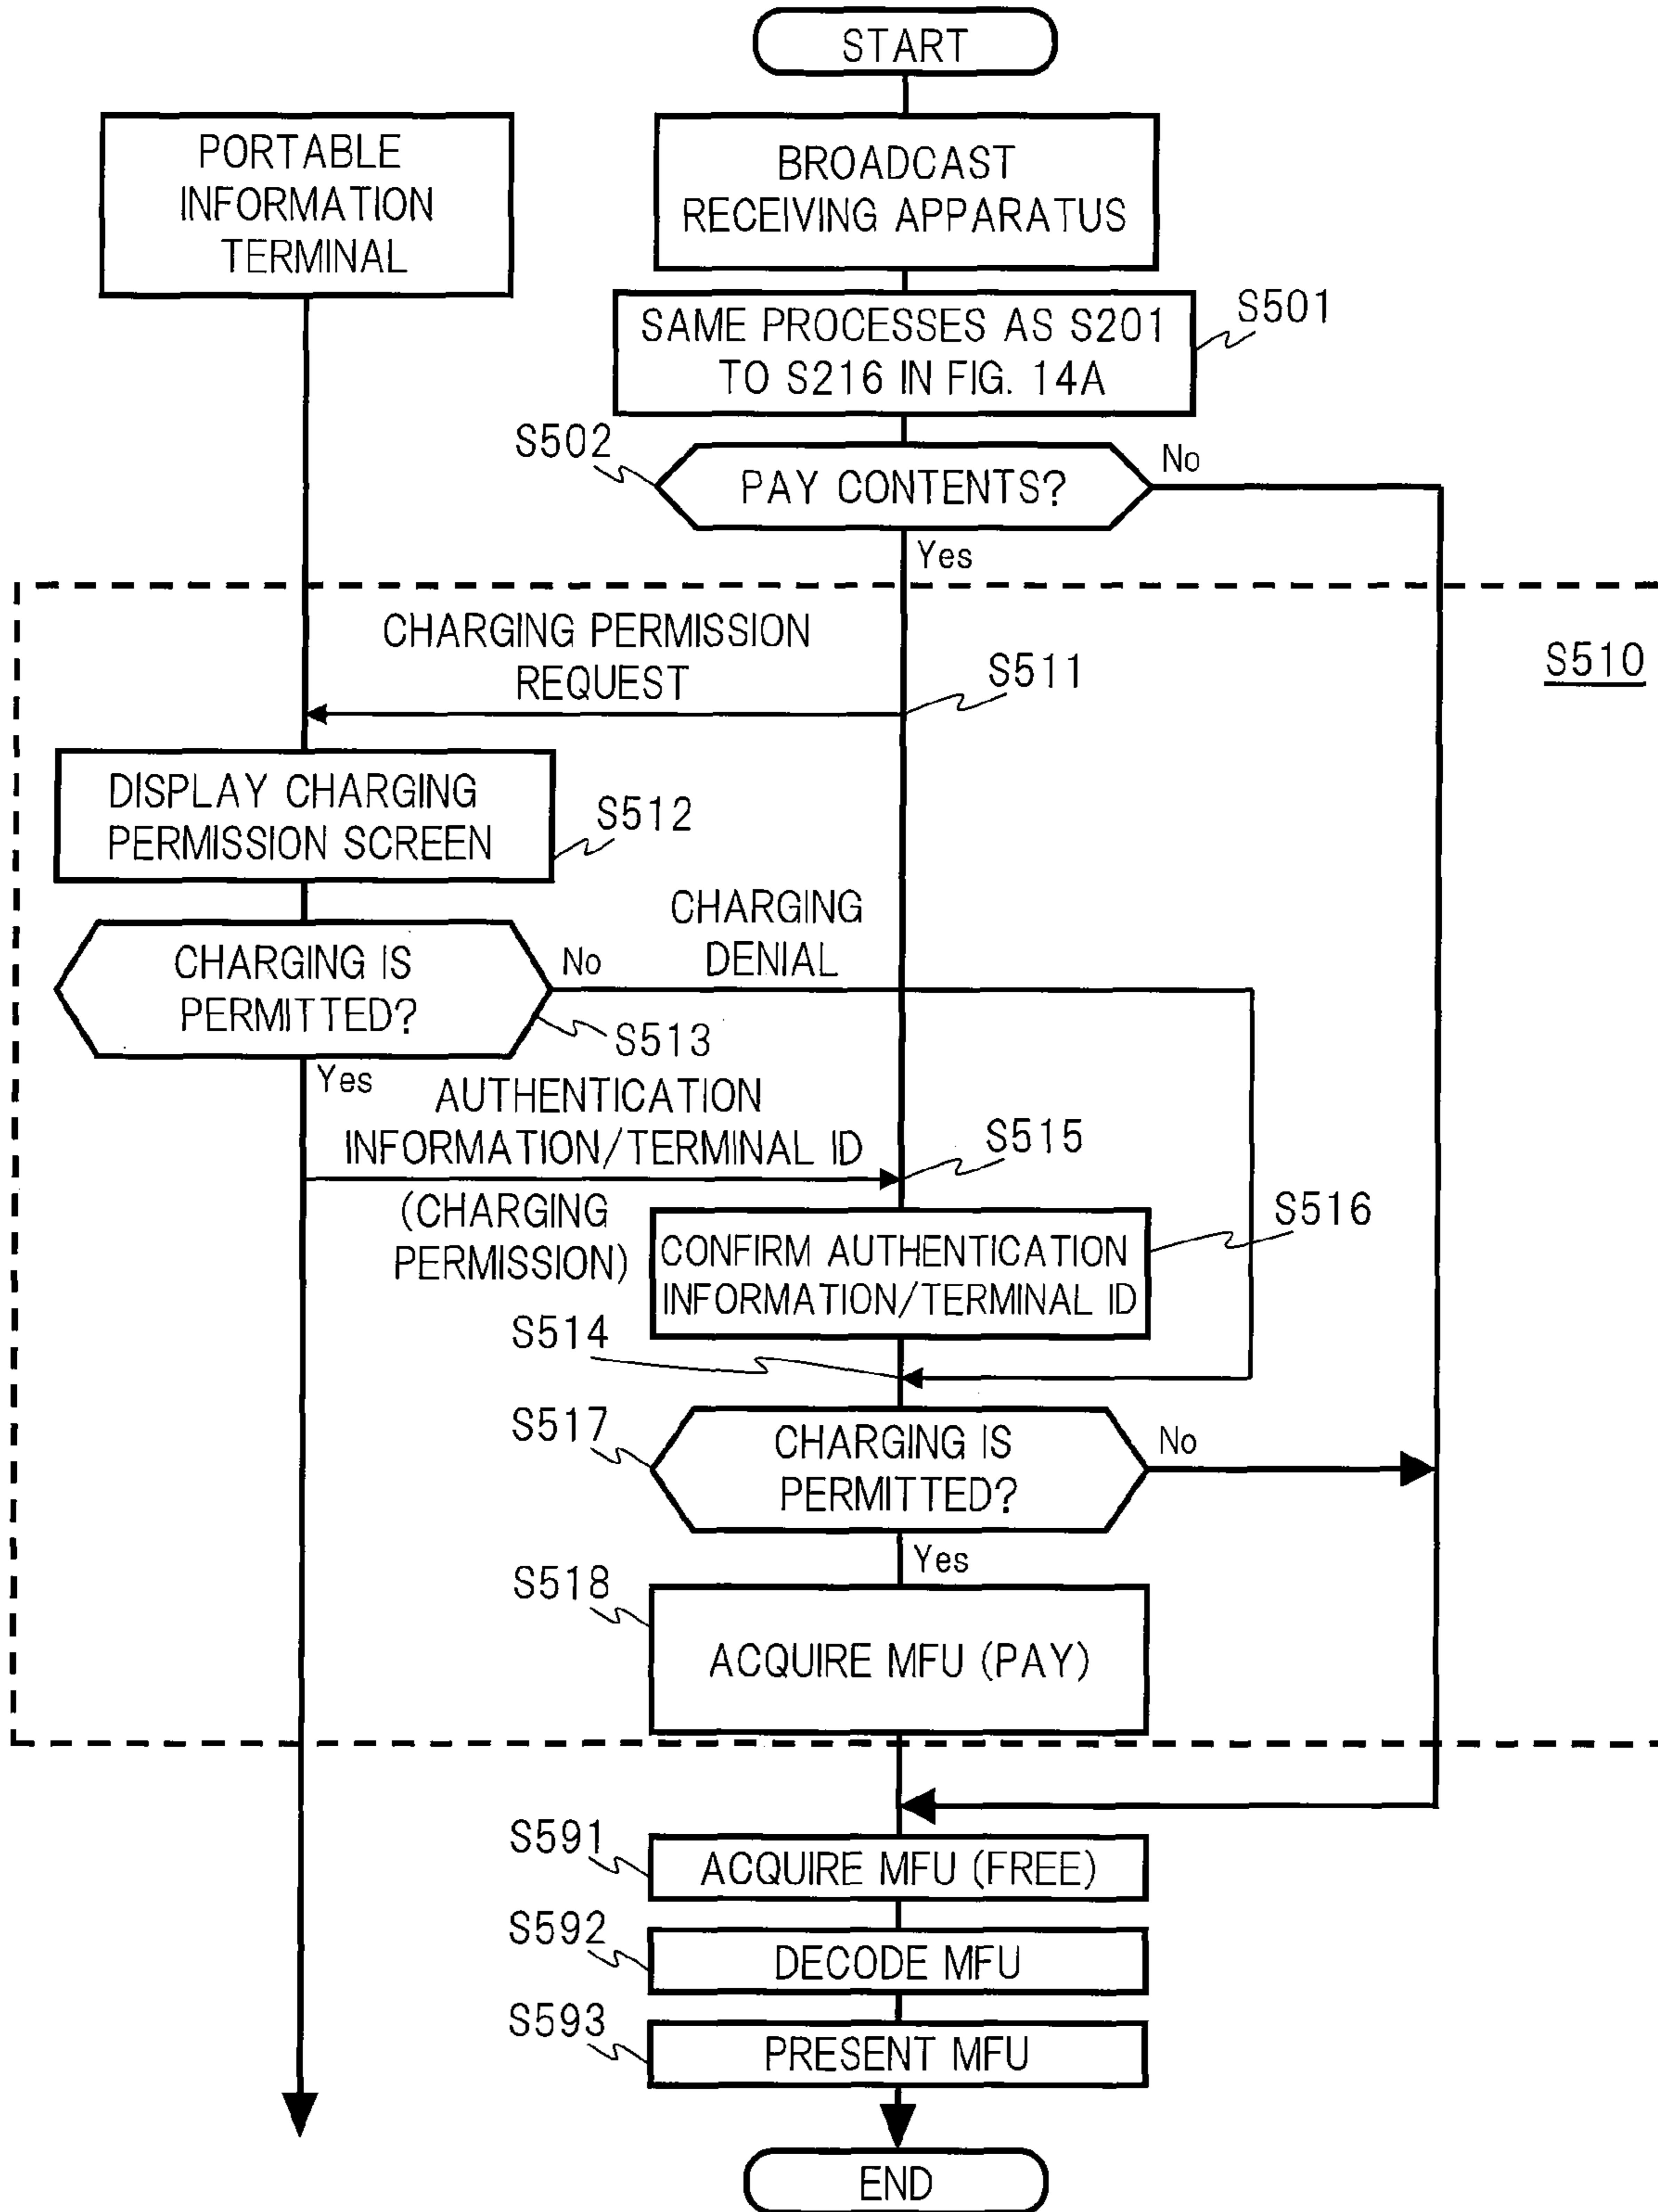 START
PORTABLE
INFORMATION
TERMINAL
BROADCAST
RECEIVING APPARATUS
SAME PROCESSES AS S201
TO S216 IN FIG. 14A
S501
S502
PAY CONTENTS?
No
Yes
S510
CHARGING PERMISSION
REQUEST
S511
DISPLAY CHARGING
PERMISSION SCREEN
S512
CHARGING IS
PERMITTED?
No
CHARGING
DENIAL
S513
Yes
AUTHENTICATION
INFORMATION/TERMINAL ID
(CHARGING
PERMISSION)
S515
CONFIRM AUTHENTICATION
INFORMATION/TERMINAL ID
S516
S514
S517
CHARGING IS
PERMITTED?
No
Yes
S518
ACQUIRE MFU (PAY)
S591
ACQUIRE MFU (FREE)
S592
DECODE MFU
S593
PRESENT MFU
END